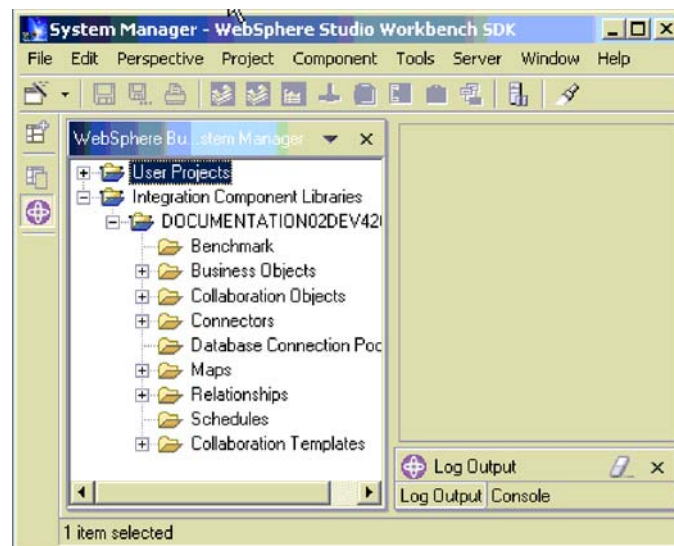 System Manager - WebSphere Studio Workbench SDK
File Edit Perspective Project Component Tools Server Window Help
WebSphere Bu...stem Manager
User Projects
Integration Component Libraries
DOCUMENTATION02DEV42
Benchmark
Business Objects
Collaboration Objects
Connectors
Database Connection Poo
Maps
Relationships
Schedules
Collaboration Templates
Log Output
Log Output Console
1 item selected